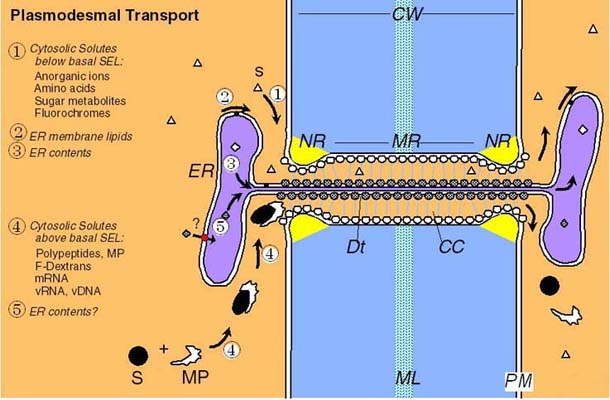 Plasmodesmal Transport
CW
1 Cytosolic Solutes
below basal SEL:
Anorganic ions
Amino acids
Sugar metabolites
Fluorochromes
2 ER membrane lipids
3 ER contents
4 Cytosolic Solutes
above basal SEL:
Polypeptides, MP
F-Dextrans
mRNA
vRNA, vDNA
5 ER contents?
S
1
2
NR MR NR
ER
3
?
5
4
Dt CC
4
S + MP
ML PM